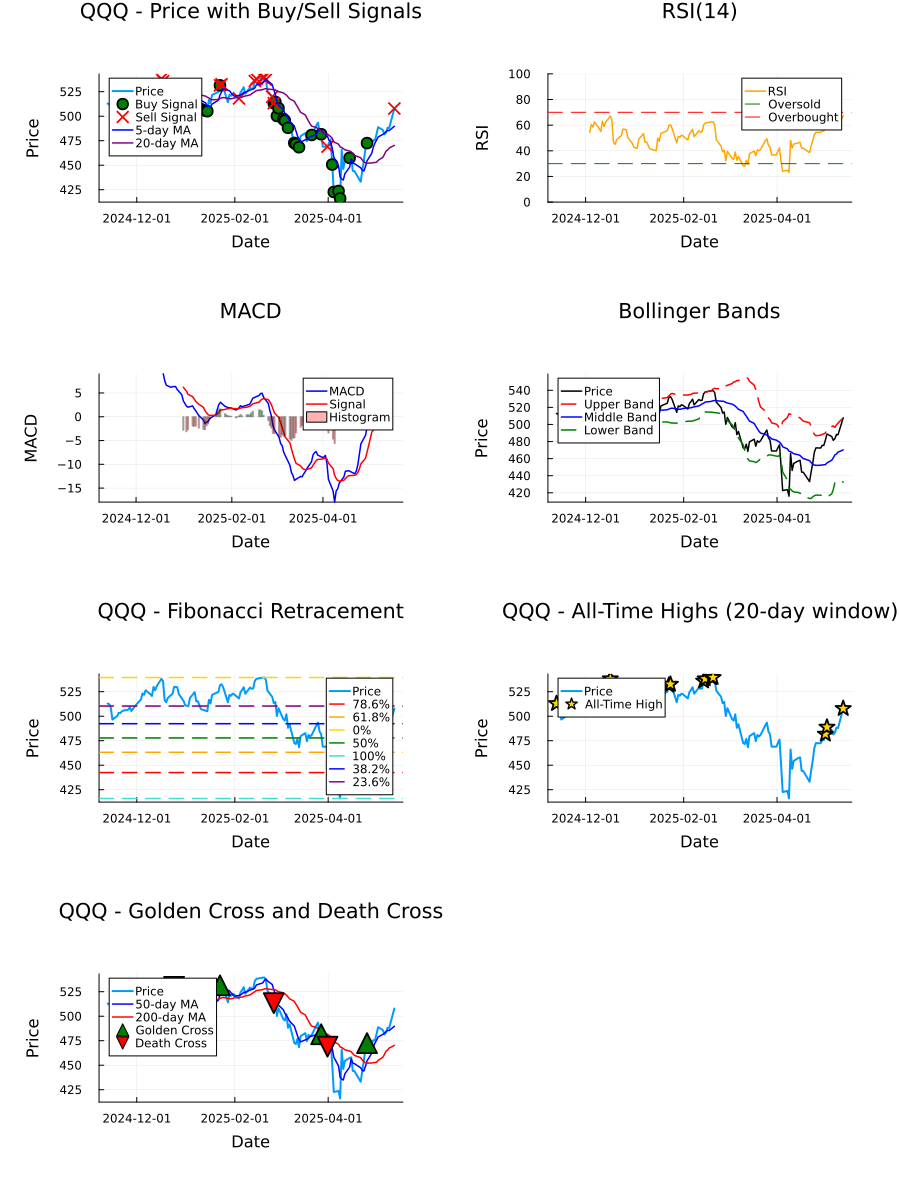 QQQ - Price with Buy/Sell Signals
Price
525
500
475
450
425
Price
Buy Signal
Sell Signal
5-day MA
20-day MA
2024-12-01
2025-02-01
2025-04-01
Date
RSI(14)
RSI
100
80
60
40
20
0
RSI
Oversold
Overbought
2024-12-01
2025-02-01
2025-04-01
Date
MACD
MACD
5
0
−5
−10
−15
MACD
Signal
Histogram
2024-12-01
2025-02-01
2025-04-01
Date
Bollinger Bands
Price
540
520
500
480
460
440
420
Price
Upper Band
Middle Band
Lower Band
2024-12-01
2025-02-01
2025-04-01
Date
QQQ - Fibonacci Retracement
Price
525
500
475
450
425
Price
78.6%
61.8%
0%
50%
100%
38.2%
23.6%
2024-12-01
2025-02-01
2025-04-01
Date
QQQ - All-Time Highs (20-day window)
Price
525
500
475
450
425
Price
All-Time High
2024-12-01
2025-02-01
2025-04-01
Date
QQQ - Golden Cross and Death Cross
Price
525
500
475
450
425
Price
50-day MA
200-day MA
Golden Cross
Death Cross
2024-12-01
2025-02-01
2025-04-01
Date